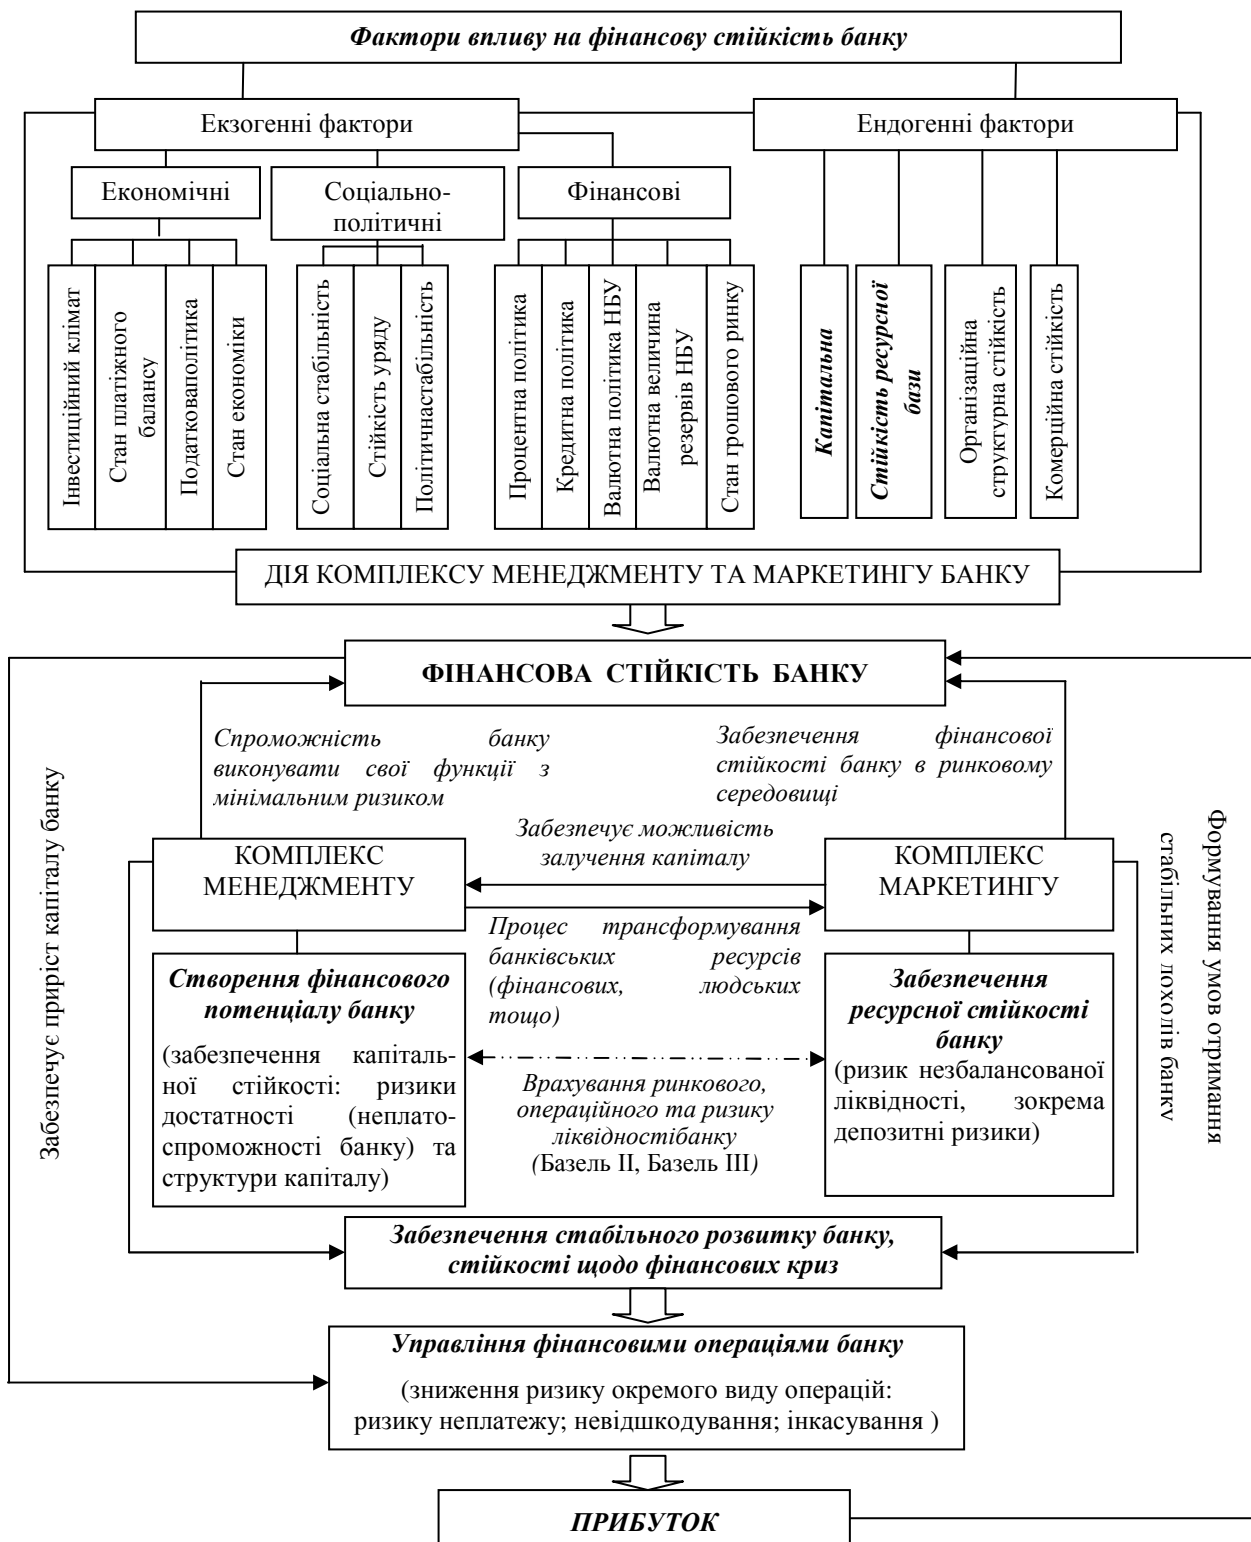 Фактори впливу на фінансову стійкість банку
Екзогенні фактори
Ендогенні фактори
Економічні
Соціально-
політичні
Фінансові
Інвестиційний клімат
Стан платіжного
балансу
Податковаполітика
Стан економіки
Соціальна стабільність
Стійкість уряду
Політичнастабільність
Процентна політика
Кредитна політика
Валютна політика НБУ
Валютна величина
резервів НБУ
Стан грошового ринку
Капітальна
Стійкість ресурсної
бази
Організаційна
структурна стійкість
Комерційна стійкість
ДІЯ КОМПЛЕКСУ МЕНЕДЖМЕНТУ ТА МАРКЕТИНГУ БАНКУ
ФІНАНСОВА СТІЙКІСТЬ БАНКУ
Спроможність банку
виконувати свої функції з
мінімальним ризиком
Забезпечення фінансової
стійкості банку в ринковому
середовищі
Забезпечує приріст капіталу банку
Формування умов отримання
стабільних лохолів банку
Забезпечує можливість
залучення капіталу
КОМПЛЕКС
МЕНЕДЖМЕНТУ
КОМПЛЕКС
МАРКЕТИНГУ
Процес трансформування
банківських ресурсів
(фінансових, людських
тощо)
Створення фінансового
потенціалу банку
(забезпечення капіталь-
ної стійкості: ризики
достатності (неплато-
спроможності банку) та
структури капіталу)
Забезпечення
ресурсної стійкості
банку
(ризик незбалансованої
ліквідності, зокрема
депозитні ризики)
Врахування ринкового,
операційного та ризику
ліквідностібанку
(Базель II, Базель III)
Забезпечення стабільного розвитку банку,
стійкості щодо фінансових криз
Управління фінансовими операціями банку
(зниження ризику окремого виду операцій:
ризику неплатежу; невідшкодування; інкасування )
ПРИБУТОК